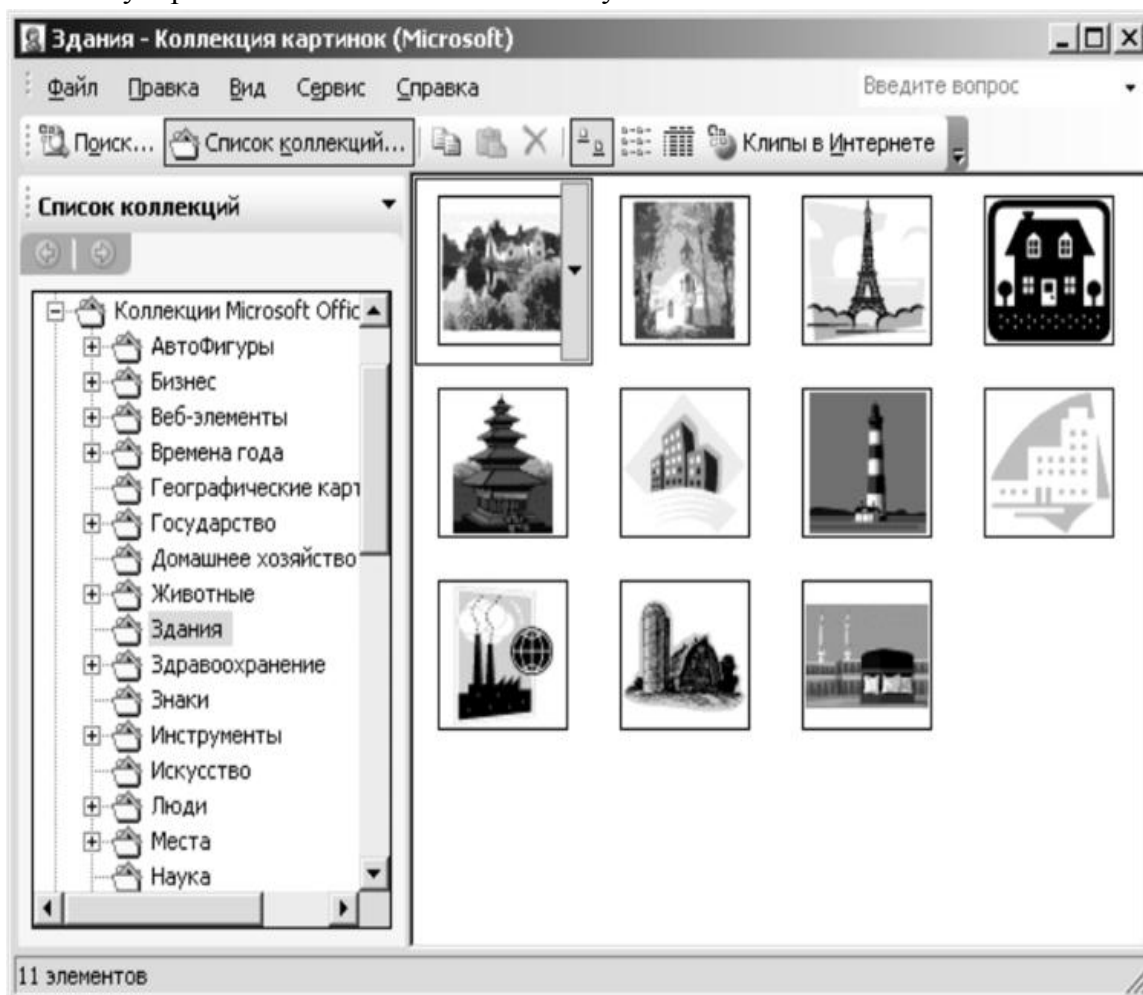 Здания - Коллекция картинок (Microsoft)
Файл Правка Вид Сервис Справка Введите вопрос
Поиск... Список коллекций... Клипы в Интернете
Список коллекций
Коллекции Microsoft Offic
АвтоФигуры
Бизнес
Веб-элементы
Времена года
Географические карт
Государство
Домашнее хозяйство
Животные
Здания
Здравоохранение
Знаки
Инструменты
Искусство
Люди
Места
Наука
11 элементов